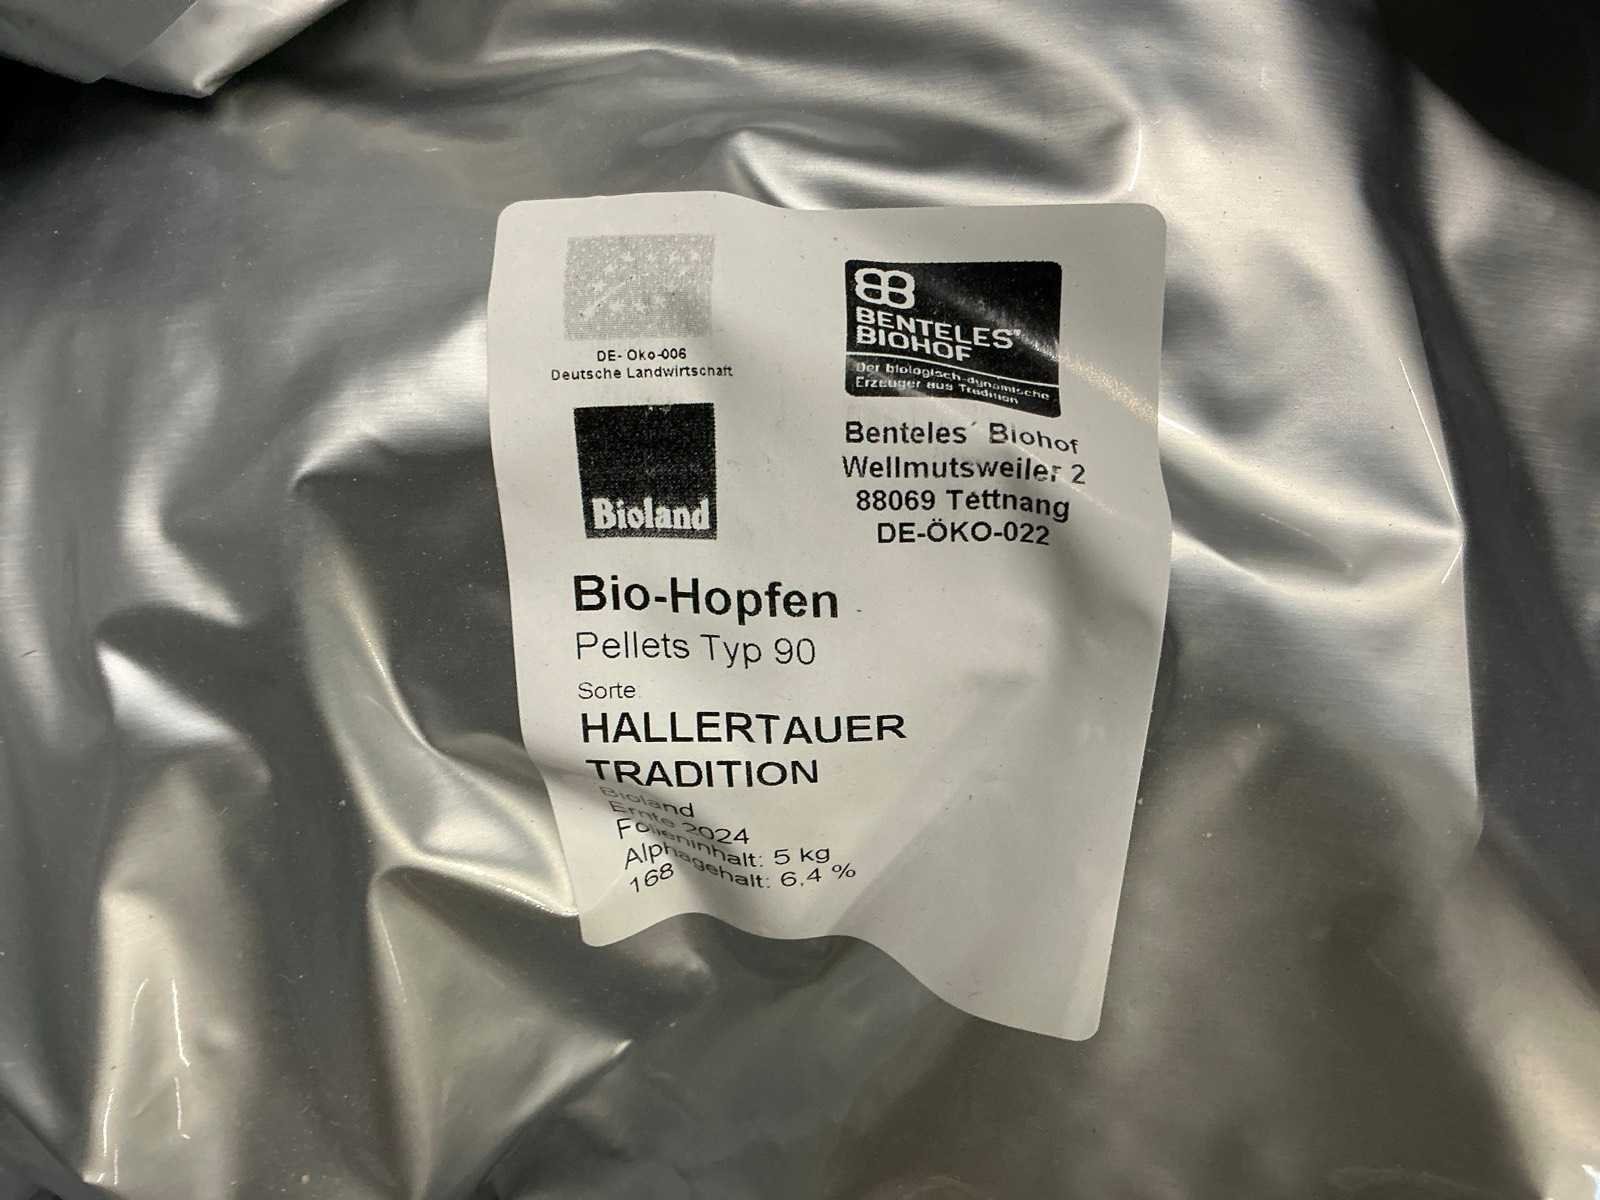 DE- Öko-006
Deutsche Landwirtschaft
Bioland
BENTELES'
BIOHOF
Der biologisch-dynamische
Erzeuger aus Tradition
Benteles´ Biohof
Wellmutsweiler 2
88069 Tettnang
DE-ÖKO-022
Bio-Hopfen
Pellets Typ 90
Sorte
HALLERTAUER
TRADITION
Bioland
Ernte 2024
Folieninhalt: 5 kg
Alphagehalt: 6,4 %
168